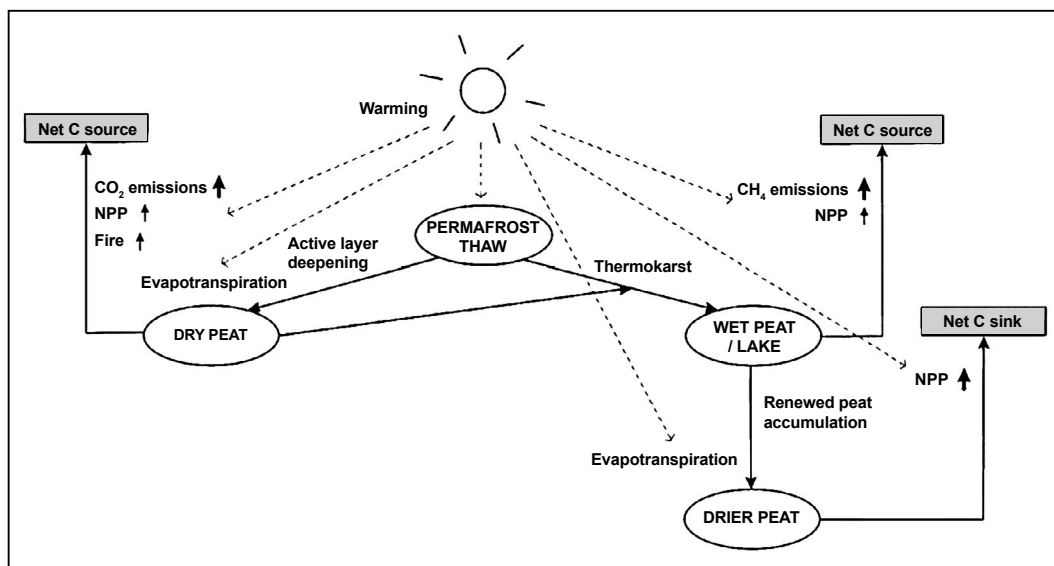 Warming
Net C source
Net C source
CO₂ emissions
NPP
Fire
CH₄ emissions
NPP
PERMAFROST
THAW
Active layer
deepening
Evapotranspiration
Thermokarst
DRY PEAT
WET PEAT
/ LAKE
Net C sink
NPP
Renewed peat
accumulation
Evapotranspiration
DRIER PEAT